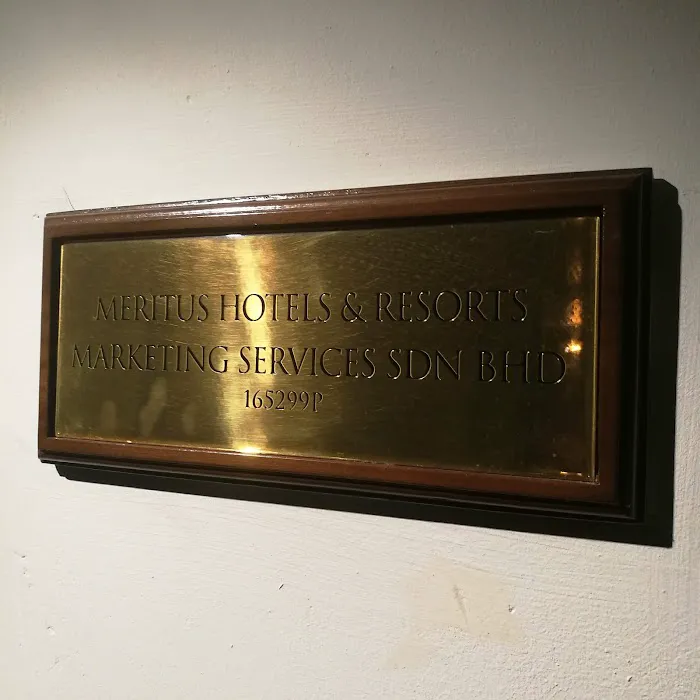 MERITUS HOTELS & RESORTS
MARKETING SERVICES SDN BHD
165299P